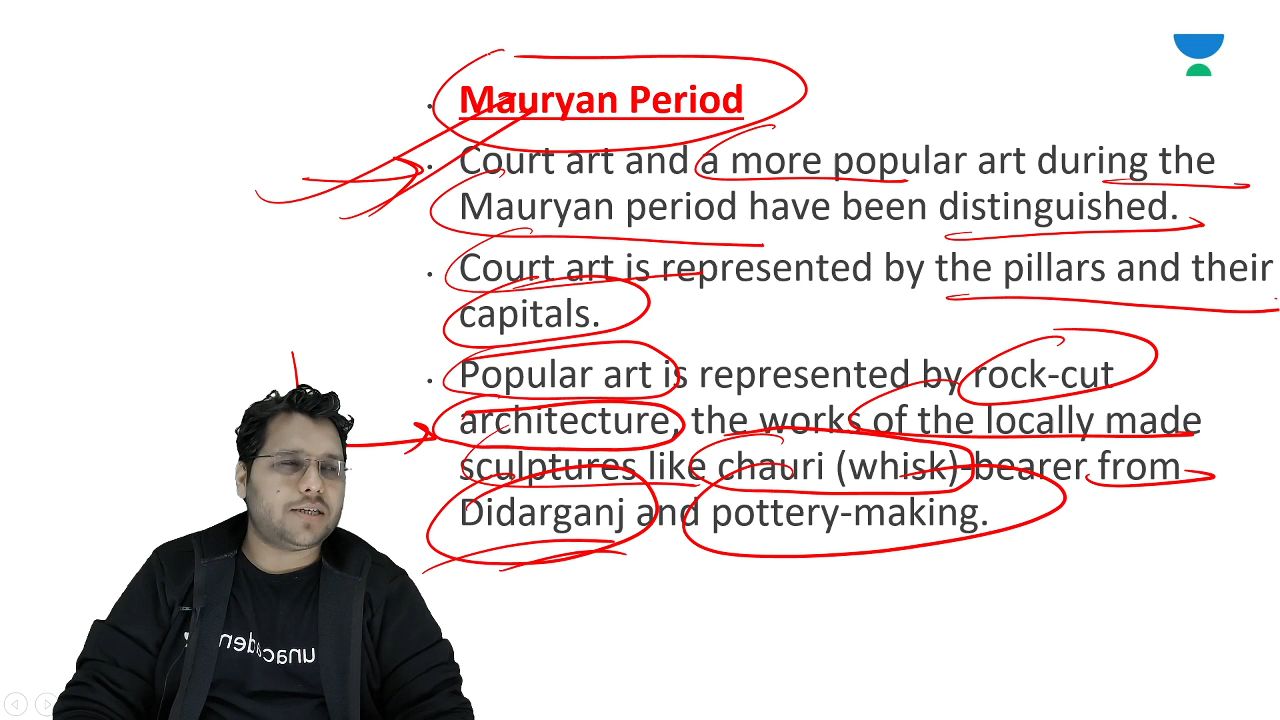 Mauryan Period
Court art and a more popular art during the
Mauryan period have been distinguished.
Court art is represented by the pillars and their
capitals.
Popular art is represented by rock-cut
architecture, the works of the locally made
sculptures like chauri (whisk)-bearer from
Didarganj and pottery-making.
unacadem